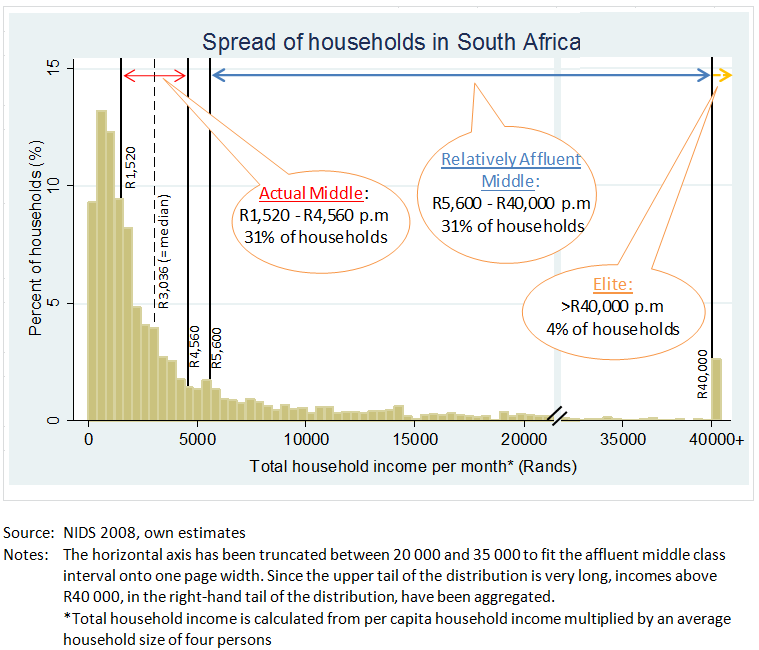 Spread of households in South Africa
15
10
5
0
Percent of households (%)
R1,520
R3,036 (= median)
R4,560
R5,600
R40,000
Actual Middle:
R1,520 - R4,560 p.m
31% of households
Relatively Affluent
Middle:
R5,600 - R40,000 p.m
31% of households
Elite:
>R40,000 p.m
4% of households
0 5000 10000 15000 20000 35000 40000+
Total household income per month* (Rands)
Source: NIDS 2008, own estimates
Notes: The horizontal axis has been truncated between 20 000 and 35 000 to fit the affluent middle class
interval onto one page width. Since the upper tail of the distribution is very long, incomes above
R40 000, in the right-hand tail of the distribution, have been aggregated.
*Total household income is calculated from per capita household income multiplied by an average
household size of four persons